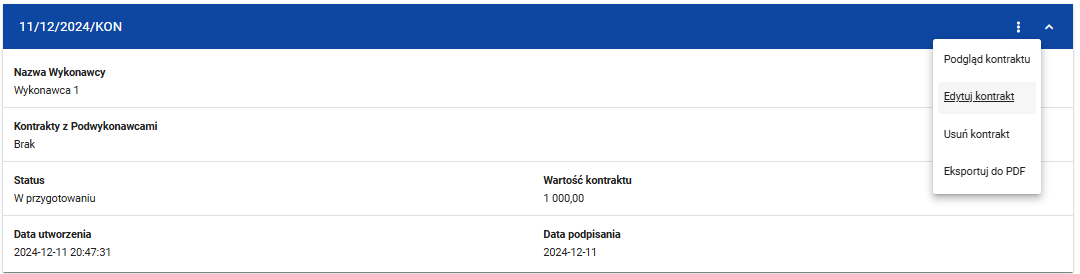 11/12/2024/KON
Podgląd kontraktu
Edytuj kontrakt
Usuń kontrakt
Eksportuj do PDF
Nazwa Wykonawcy
Wykonawca 1
Kontrakty z Podwykonawcami
Brak
Status
W przygotowaniu
Wartość kontraktu
1 000,00
Data utworzenia
2024-12-11 20:47:31
Data podpisania
2024-12-11